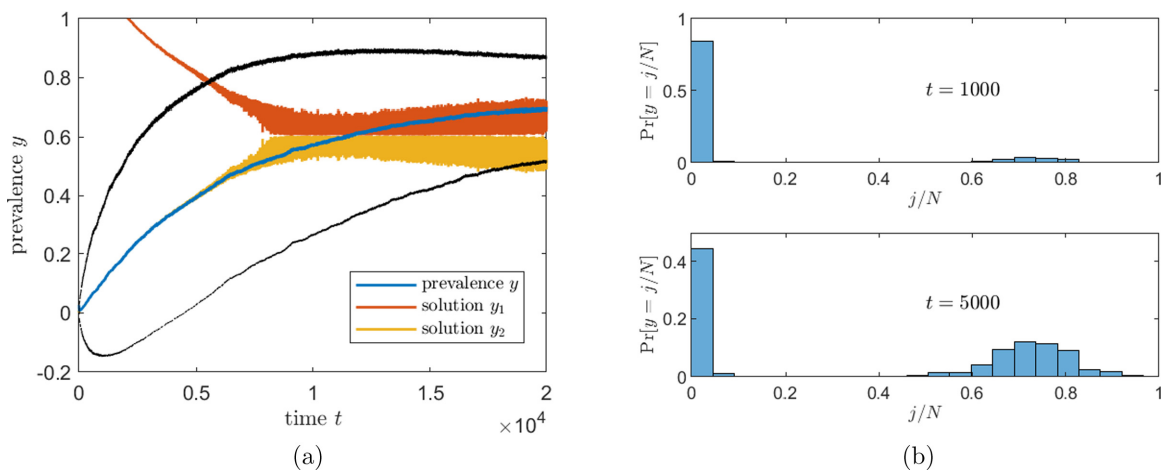 1
0.8
0.6
0.4
0.2
0
-0.2
prevalence y
0 0.5 1 1.5 2
time t
×10⁴
prevalence y
solution y₁
solution y₂
(a)
1
0.5
0
Pr[y = j/N]
t = 1000
0 0.2 0.4 0.6 0.8 1
j/N
0.4
0.2
0
Pr[y = j/N]
t = 5000
0 0.2 0.4 0.6 0.8 1
j/N
(b)